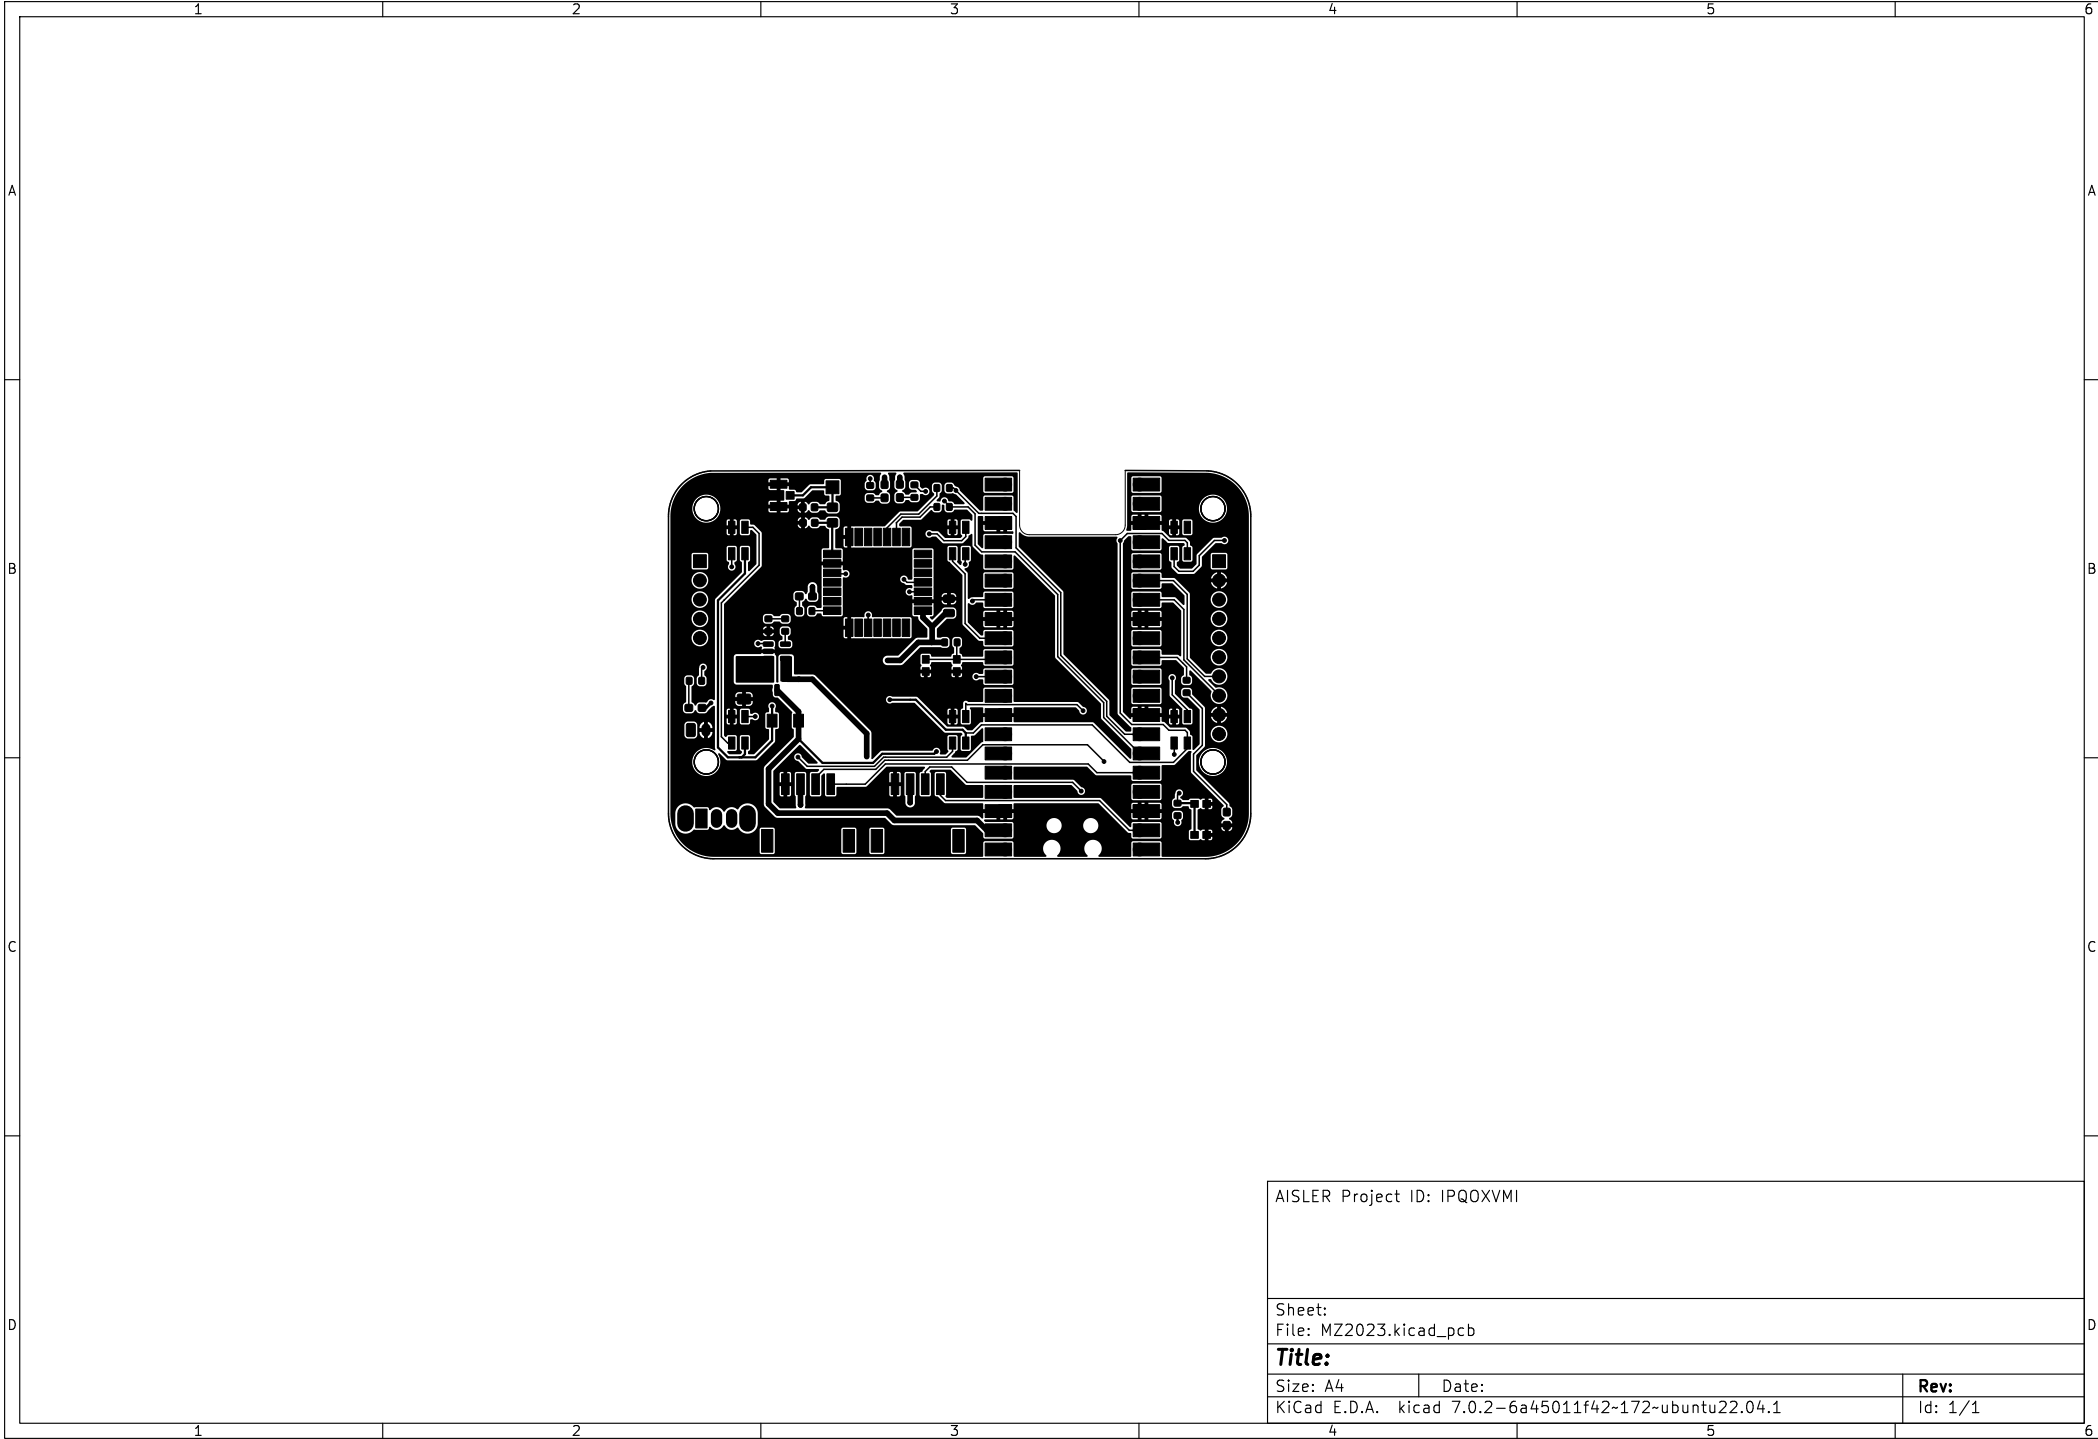 1 2 3 4 5 6
A A
B B
C C
AISLER Project ID: IPQOXVMI
Sheet:
File: MZ2023.kicad_pcb
D D
Title:
Size: A4 Date: Rev:
KiCad E.D.A. kicad 7.0.2-6a45011f42~172~ubuntu22.04.1 Id: 1/1
1 2 3 4 5 6